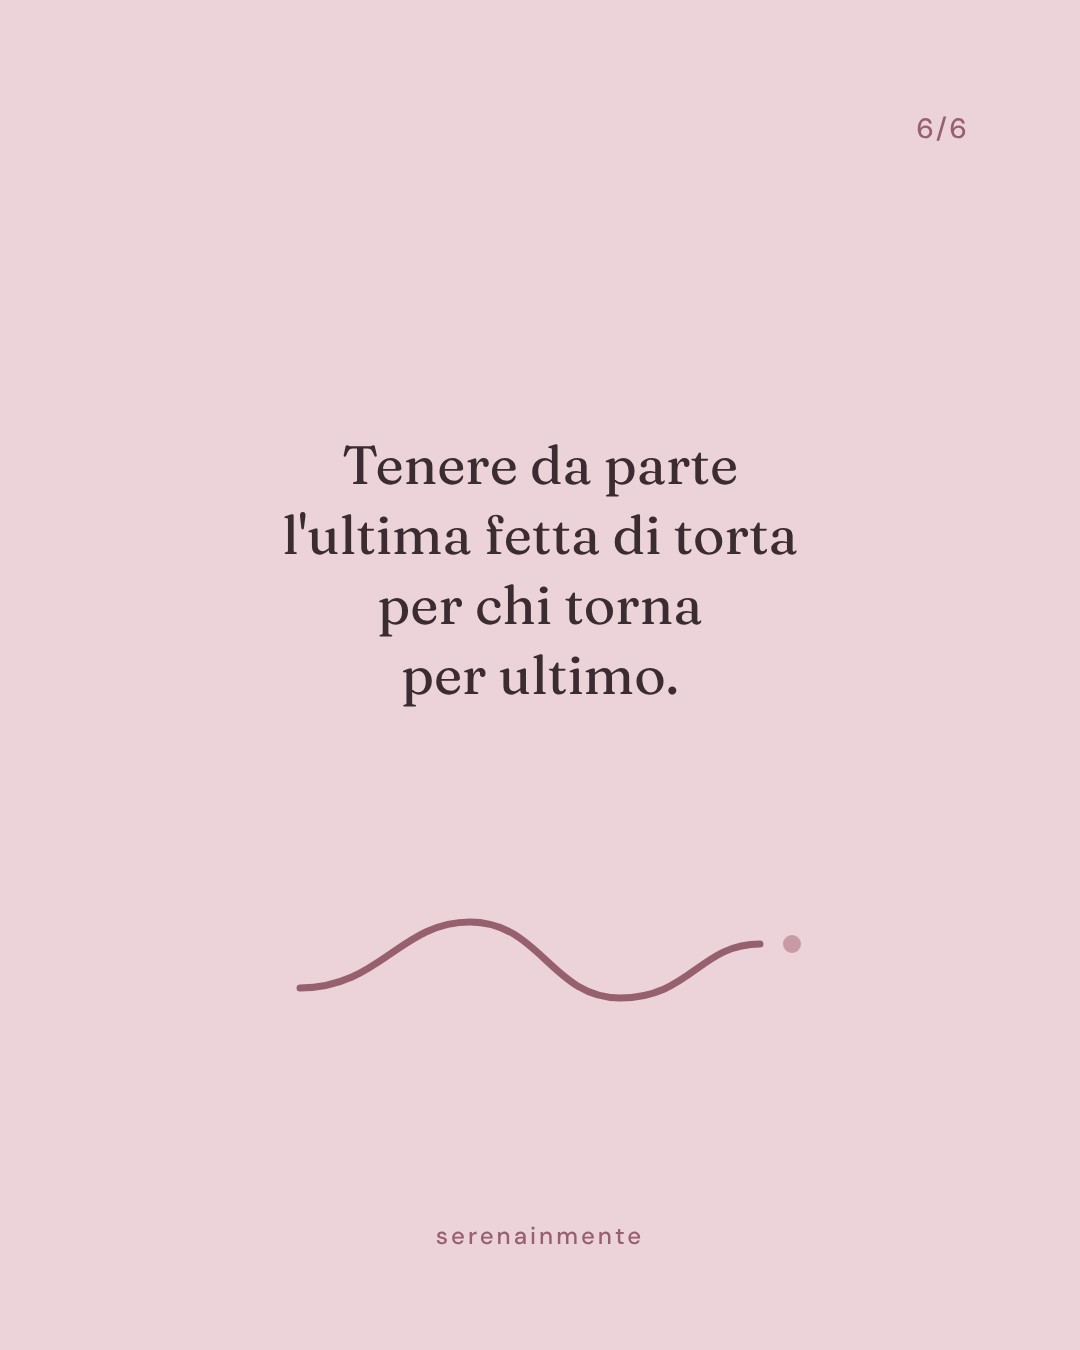 6/6
Tenere da parte
l'ultima fetta di torta
per chi torna
per ultimo.
serenainmente